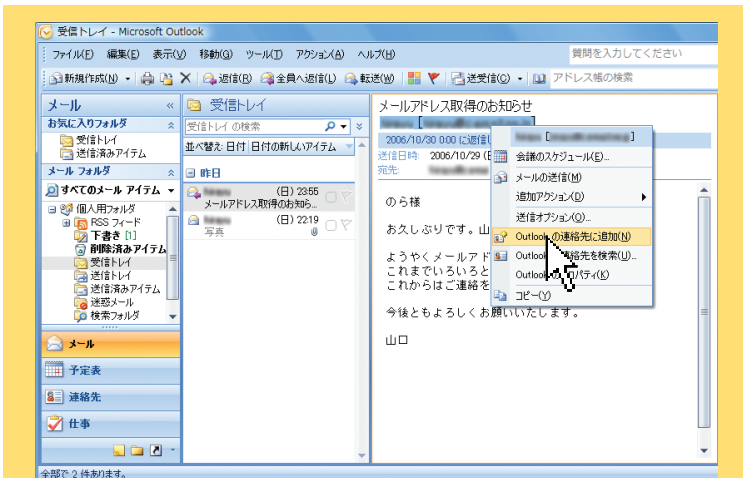 受信トレイ - Microsoft Outlook
ファイル(F) 編集(E) 表示(V) 移動(G) ツール(T) アクション(A) ヘルプ(H) 質問を入力してください
新規作成(N) 返信(R) 全員へ返信(L) 転送(W) 送受信(C) アドレス帳の検索
メール «
お気に入りフォルダ
受信トレイ
送信済みアイテム
メール フォルダ
すべてのメール アイテム
個人用フォルダ
RSS フィード
下書き [1]
削除済みアイテム
受信トレイ
送信トレイ
送信済みアイテム
迷惑メール
検索フォルダ
メール
予定表
連絡先
仕事
全部で 2 件あります。
受信トレイ
受信トレイ の検索
並べ替え: 日付 日付の新しいアイテム
昨日
(日) 23:55
メールアドレス取得のお知ら...
(日) 22:19
写真
メールアドレス取得のお知らせ
2006/10/30 0:00 に返信し
送信日時: 2006/10/29 (
宛先:
のら様
お久しぶりです。山
ようやくメールアド
これまでいろいろと
これからはご連絡を
今後ともよろしくお願いいたします。
山口
会議のスケジュール(E)...
メールの送信(M)
追加アクション(D)
送信オプション(O)...
Outlook の連絡先に追加(N)
Outlook 連絡先を検索(U)...
Outlook パティ(K)
コピー(Y)